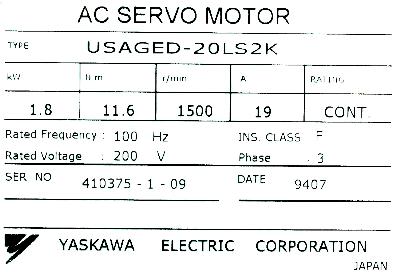 AC SERVO MOTOR
TYPE USAGED-20LS2K
kW N.m r/min A RATING
1.8 11.6 1500 19 CONT.
Rated Frequency : 100 Hz INS. CLASS F
Rated Voltage : 200 V Phase . 3
SER NO 410375 - 1 - 09 DATE 9407
YASKAWA ELECTRIC CORPORATION
JAPAN